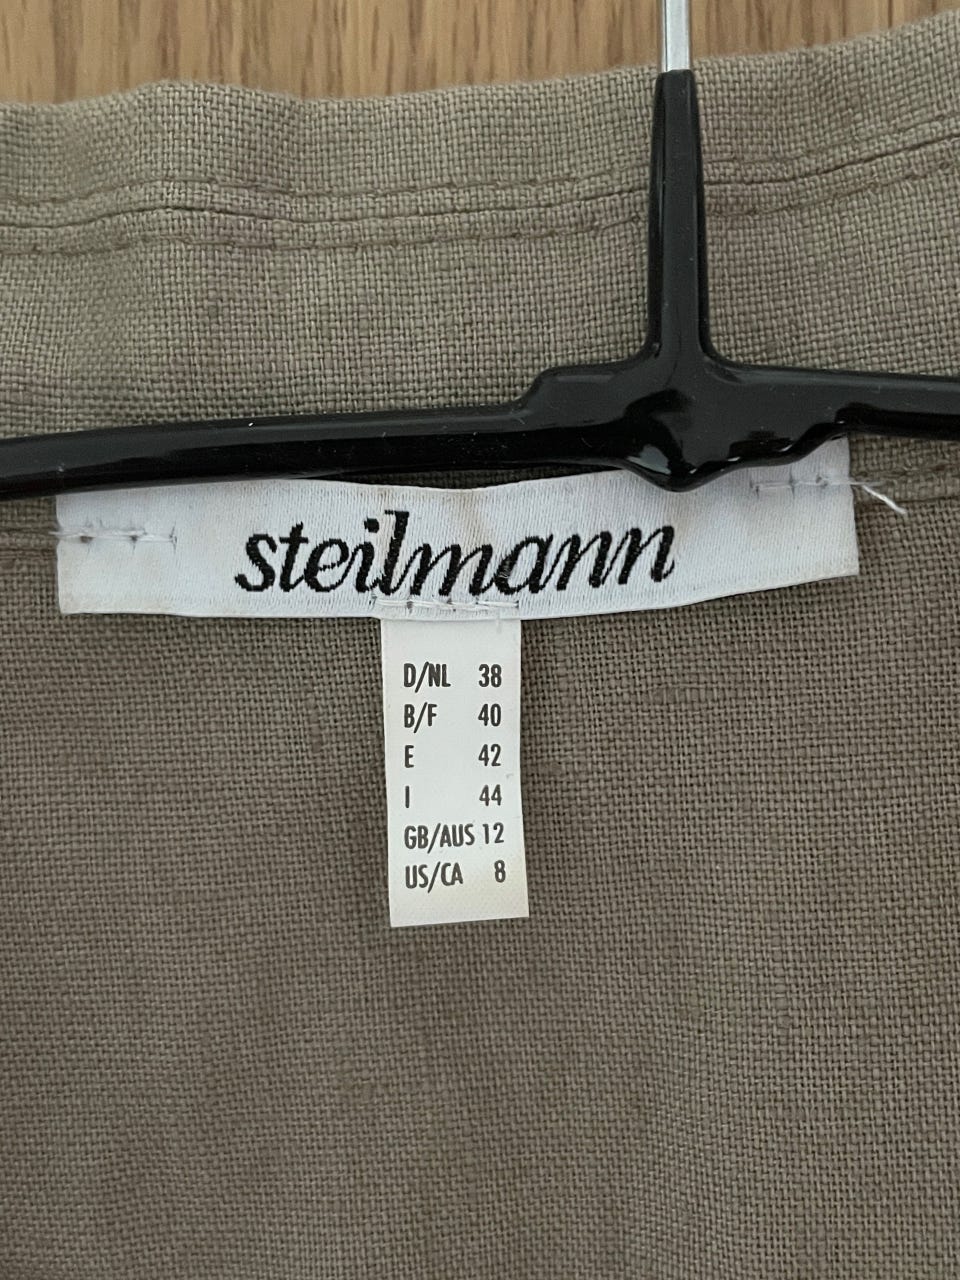 steilmann
D/NL 38
B/F 40
E 42
I 44
GB/AUS 12
US/CA 8